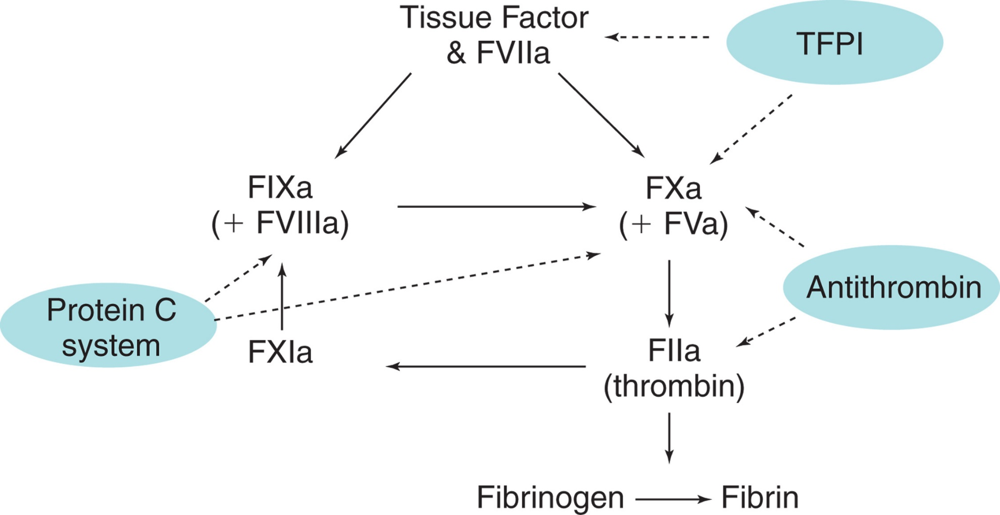 Tissue Factor
& FVIIa
TFPI
FIXa
(+ FVIIIa)
FXa
(+ FVa)
Protein C
system
Antithrombin
FXIa
FIIa
(thrombin)
Fibrinogen
Fibrin